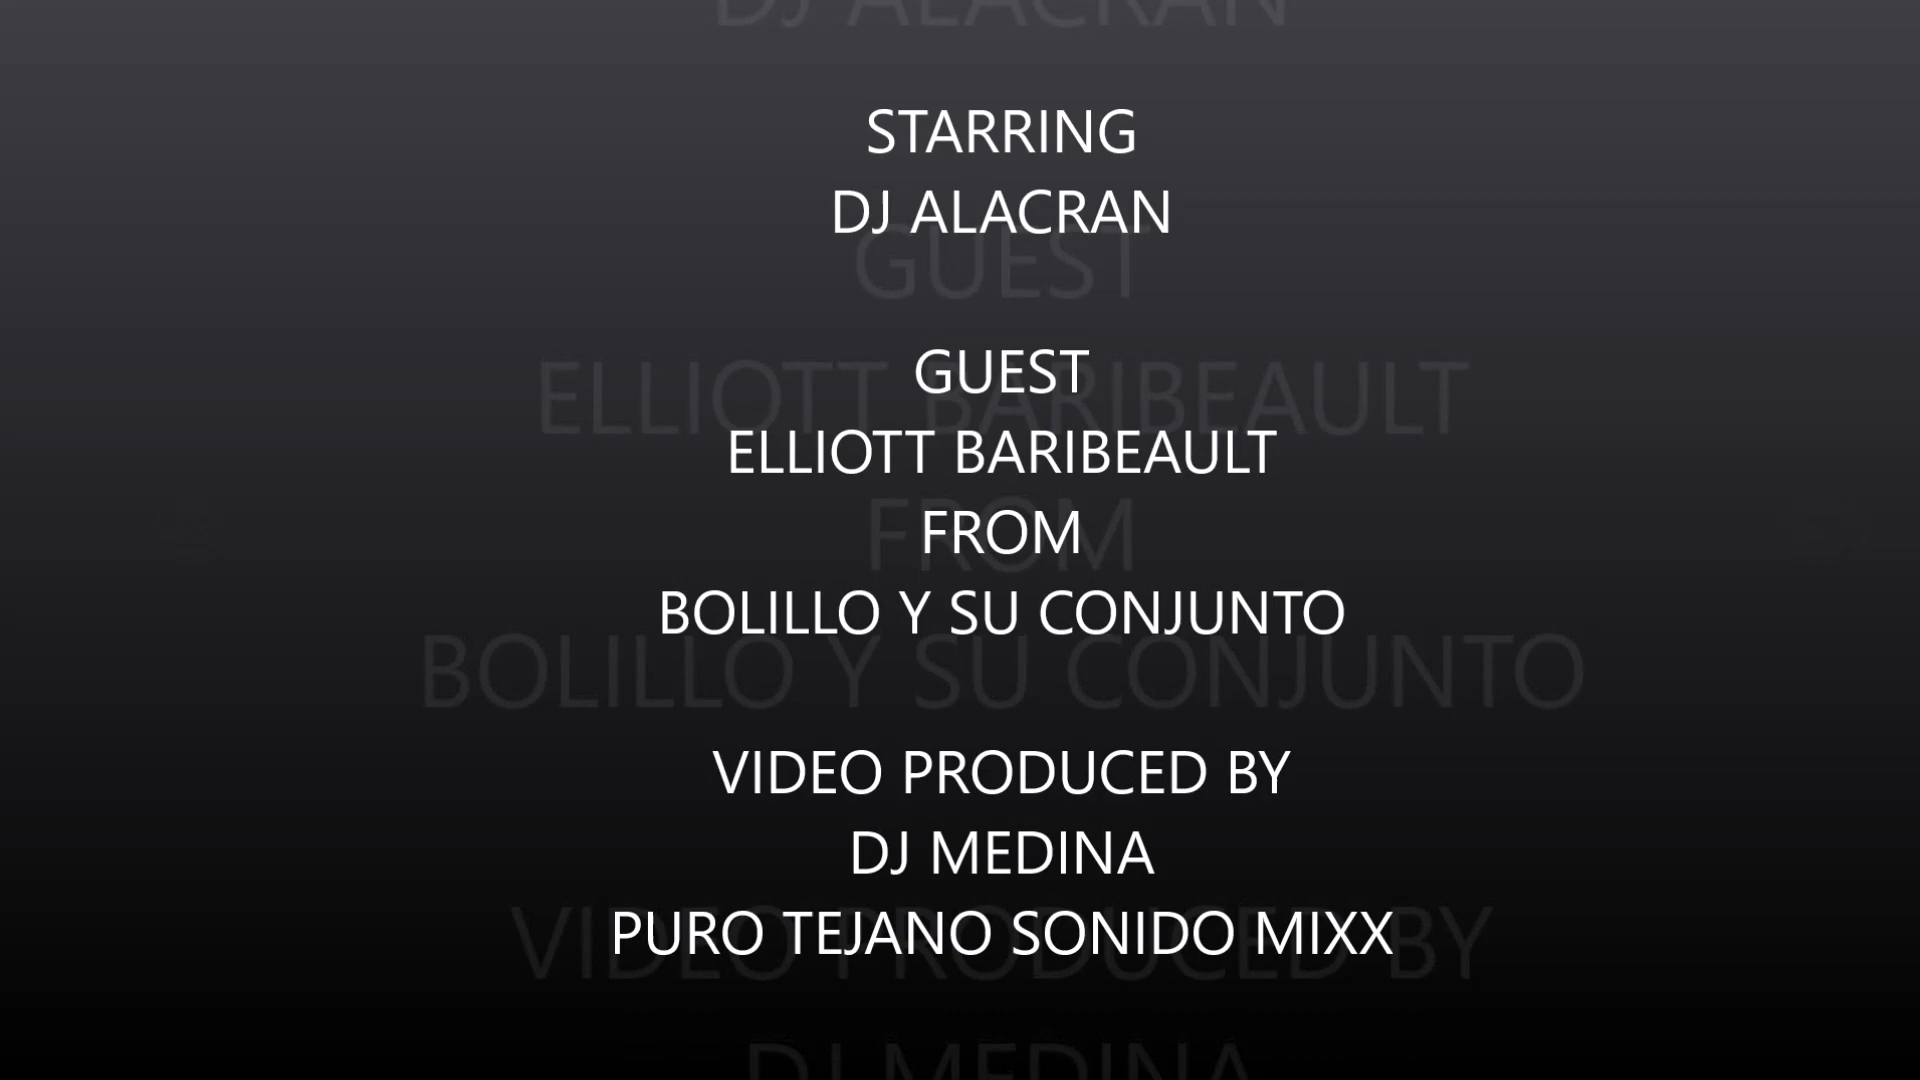 STARRING
DJ ALACRAN
GUEST
ELLIOTT BARIBEAULT
FROM
BOLILLO Y SU CONJUNTO
VIDEO PRODUCED BY
DJ MEDINA
PURO TEJANO SONIDO MIXX